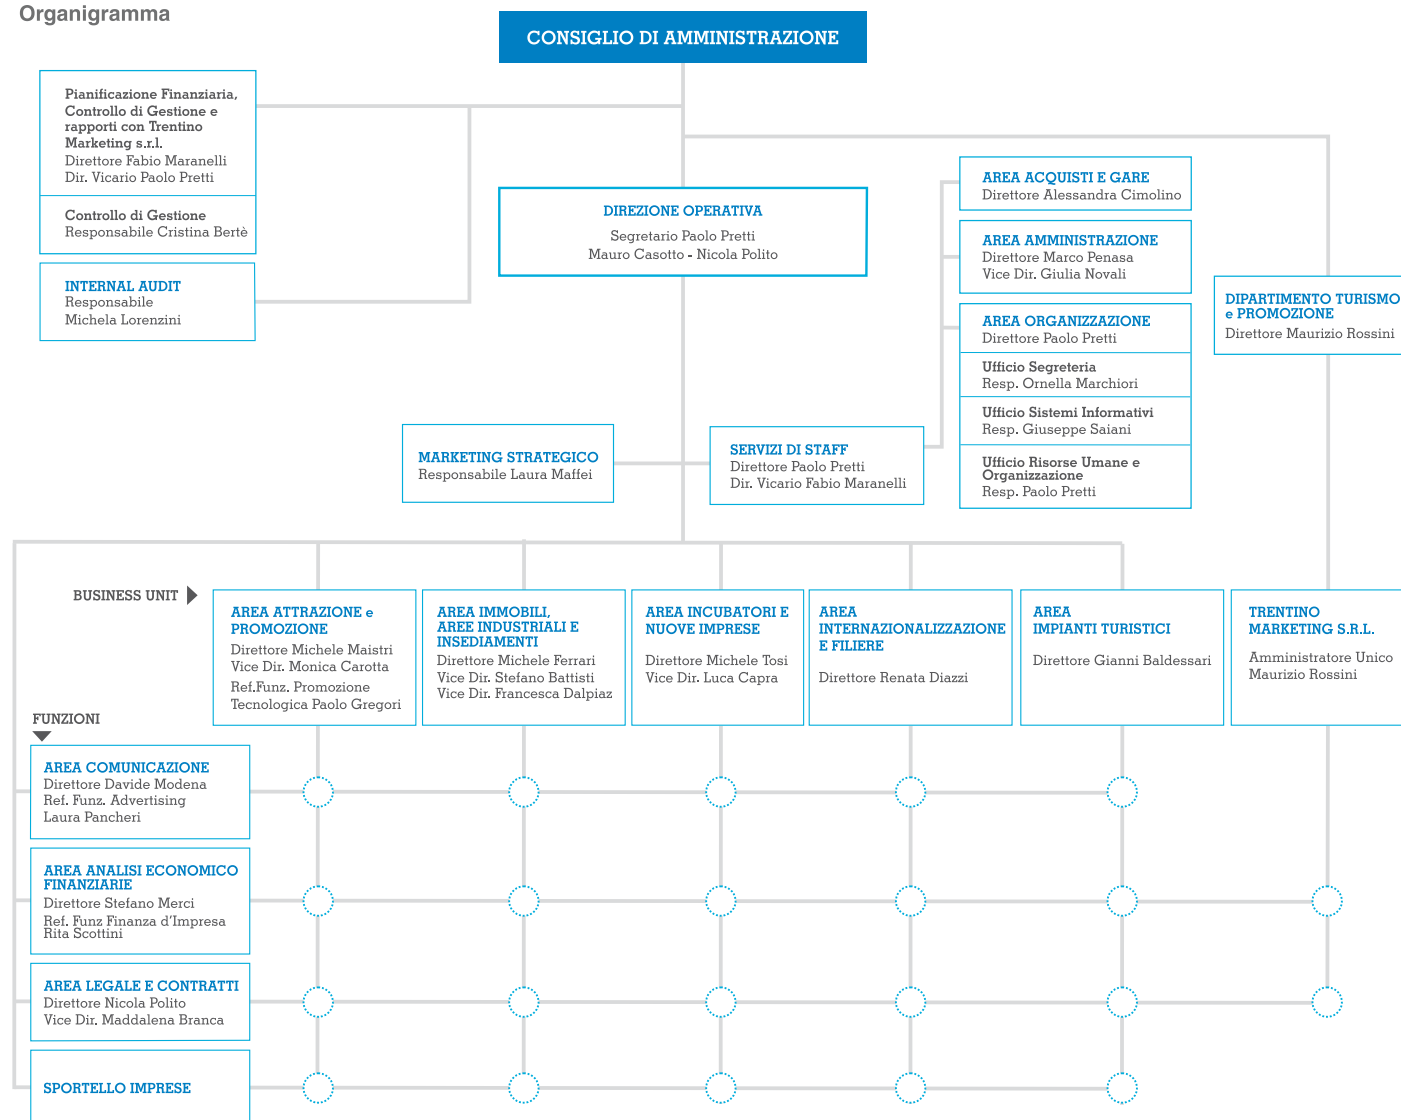 Organigramma
CONSIGLIO DI AMMINISTRAZIONE
Pianificazione Finanziaria,
Controllo di Gestione e
rapporti con Trentino
Marketing s.r.l.
Direttore Fabio Maranelli
Dir. Vicario Paolo Pretti
Controllo di Gestione
Responsabile Cristina Bertè
INTERNAL AUDIT
Responsabile
Michela Lorenzini
DIREZIONE OPERATIVA
Segretario Paolo Pretti
Mauro Casotto - Nicola Polito
AREA ACQUISTI E GARE
Direttore Alessandra Cimolino
AREA AMMINISTRAZIONE
Direttore Marco Penasa
Vice Dir. Giulia Novali
AREA ORGANIZZAZIONE
Direttore Paolo Pretti
Ufficio Segreteria
Resp. Ornella Marchiori
Ufficio Sistemi Informativi
Resp. Giuseppe Saiani
Ufficio Risorse Umane e
Organizzazione
Resp. Paolo Pretti
DIPARTIMENTO TURISMO
e PROMOZIONE
Direttore Maurizio Rossini
MARKETING STRATEGICO
Responsabile Laura Maffei
SERVIZI DI STAFF
Direttore Paolo Pretti
Dir. Vicario Fabio Maranelli
BUSINESS UNIT
AREA ATTRAZIONE e
PROMOZIONE
Direttore Michele Maistri
Vice Dir. Monica Carotta
Ref.Funz. Promozione
Tecnologica Paolo Gregori
AREA IMMOBILI,
AREE INDUSTRIALI E
INSEDIAMENTI
Direttore Michele Ferrari
Vice Dir. Stefano Battisti
Vice Dir. Francesca Dalpiaz
AREA INCUBATORI E
NUOVE IMPRESE
Direttore Michele Tosi
Vice Dir. Luca Capra
AREA
INTERNAZIONALIZZAZIONE
E FILIERE
Direttore Renata Diazzi
AREA
IMPIANTI TURISTICI
Direttore Gianni Baldessari
TRENTINO
MARKETING S.R.L.
Amministratore Unico
Maurizio Rossini
FUNZIONI
AREA COMUNICAZIONE
Direttore Davide Modena
Ref. Funz. Advertising
Laura Pancheri
AREA ANALISI ECONOMICO
FINANZIARIE
Direttore Stefano Merci
Ref. Funz Finanza d'Impresa
Rita Scottini
AREA LEGALE E CONTRATTI
Direttore Nicola Polito
Vice Dir. Maddalena Branca
SPORTELLO IMPRESE